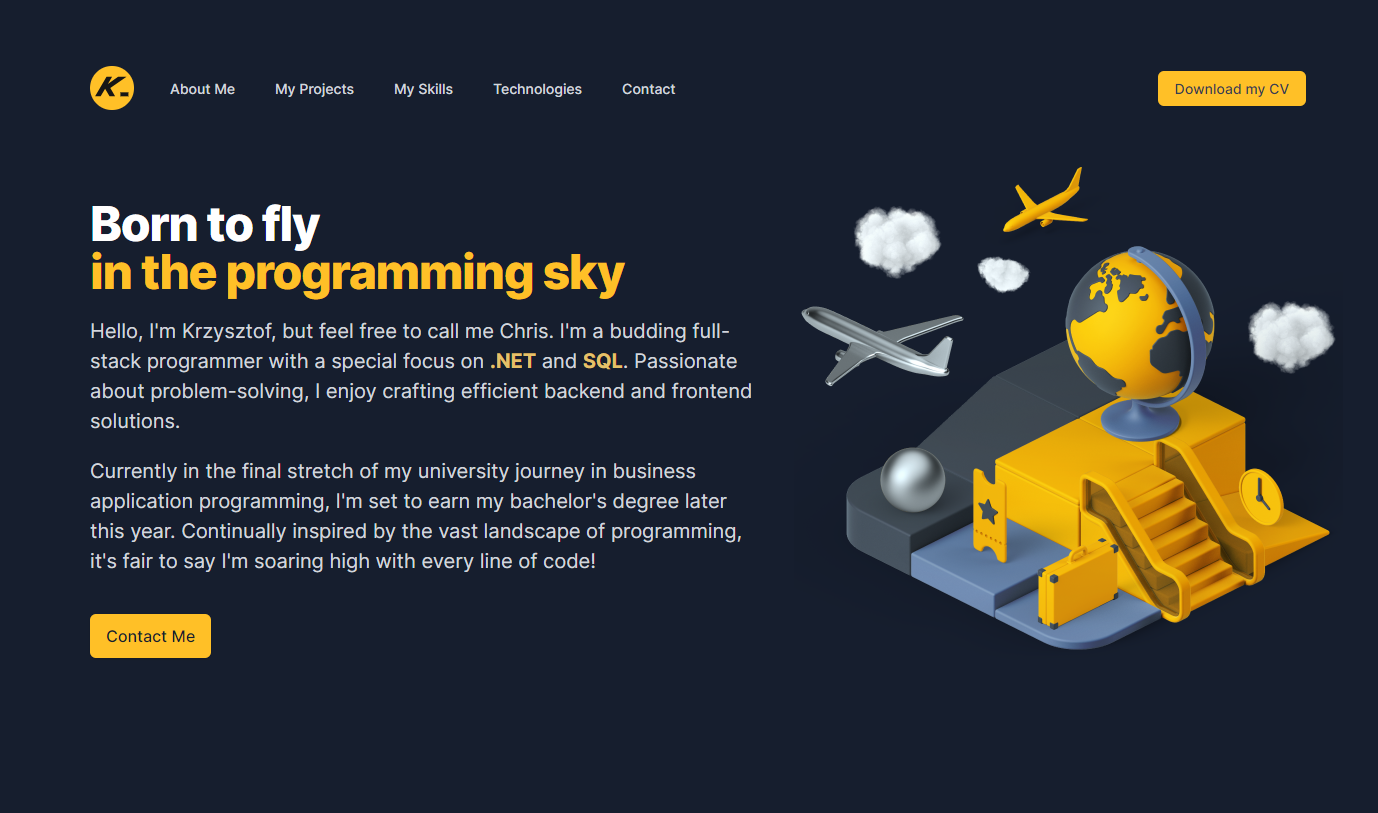 K
About Me
My Projects
My Skills
Technologies
Contact
Download my CV
Born to fly
in the programming sky
Hello, I'm Krzysztof, but feel free to call me Chris. I'm a budding full-
stack programmer with a special focus on .NET and SQL. Passionate
about problem-solving, I enjoy crafting efficient backend and frontend
solutions.
Currently in the final stretch of my university journey in business
application programming, I'm set to earn my bachelor's degree later
this year. Continually inspired by the vast landscape of programming,
it's fair to say I'm soaring high with every line of code!
Contact Me